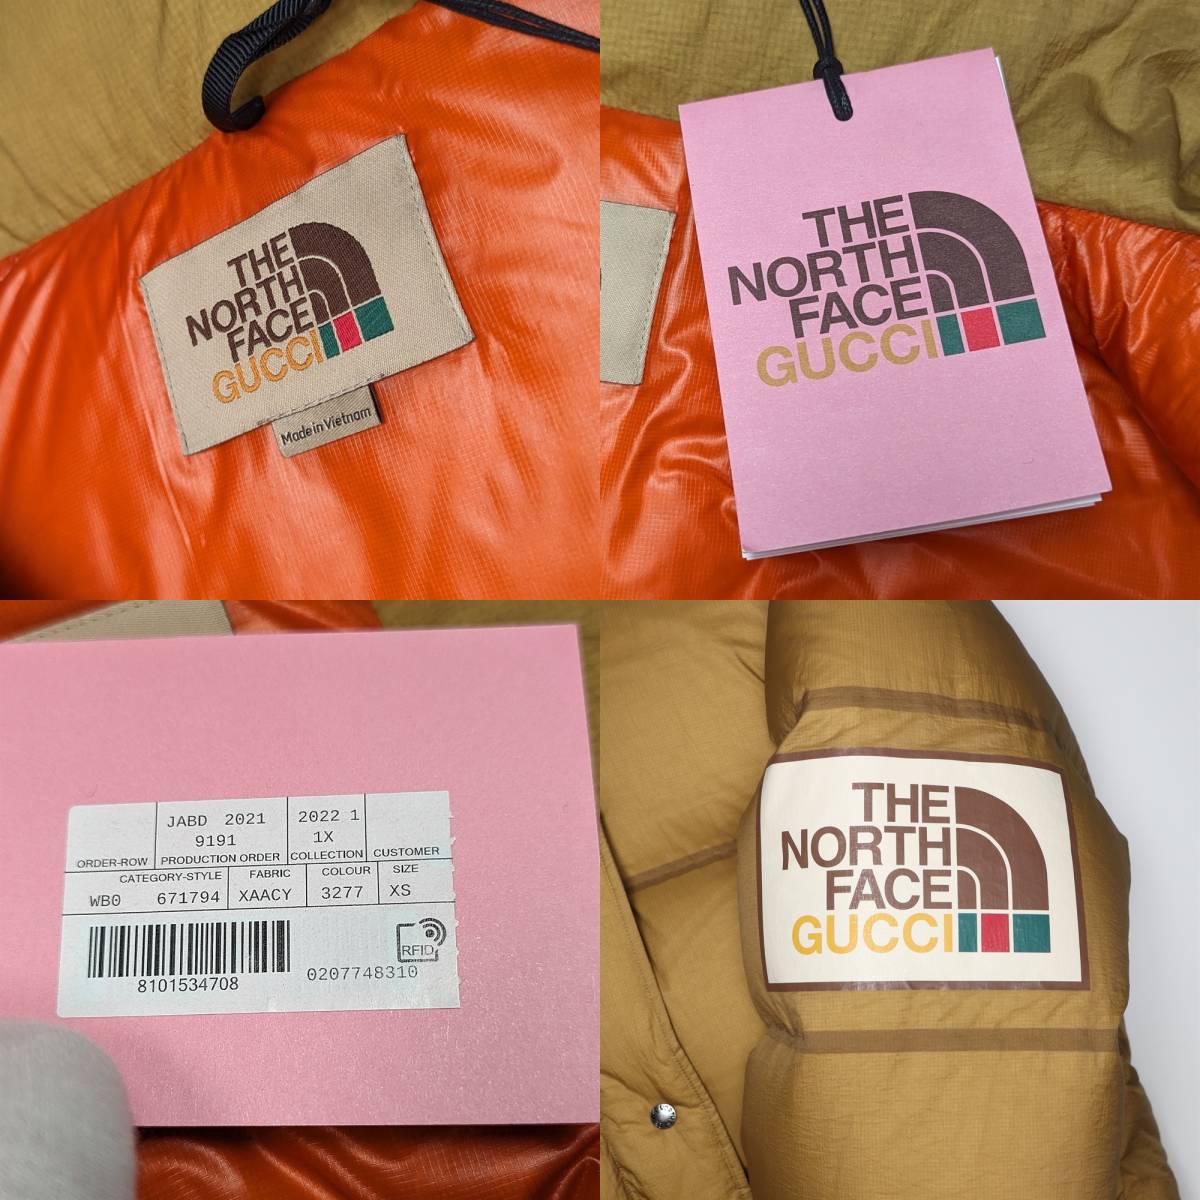 THE
NORTH
FACE
GUCCI
Made in Vietnam
THE
NORTH
FACE
GUCCI
JABD 2021 2022 1
9191 1X
ORDER-ROW PRODUCTION ORDER COLLECTION CUSTOMER
CATEGORY-STYLE FABRIC COLOUR SIZE
WB0 671794 XAACY 3277 XS
RFID
8101534708 0207748310
THE
NORTH
FACE
GUCCI